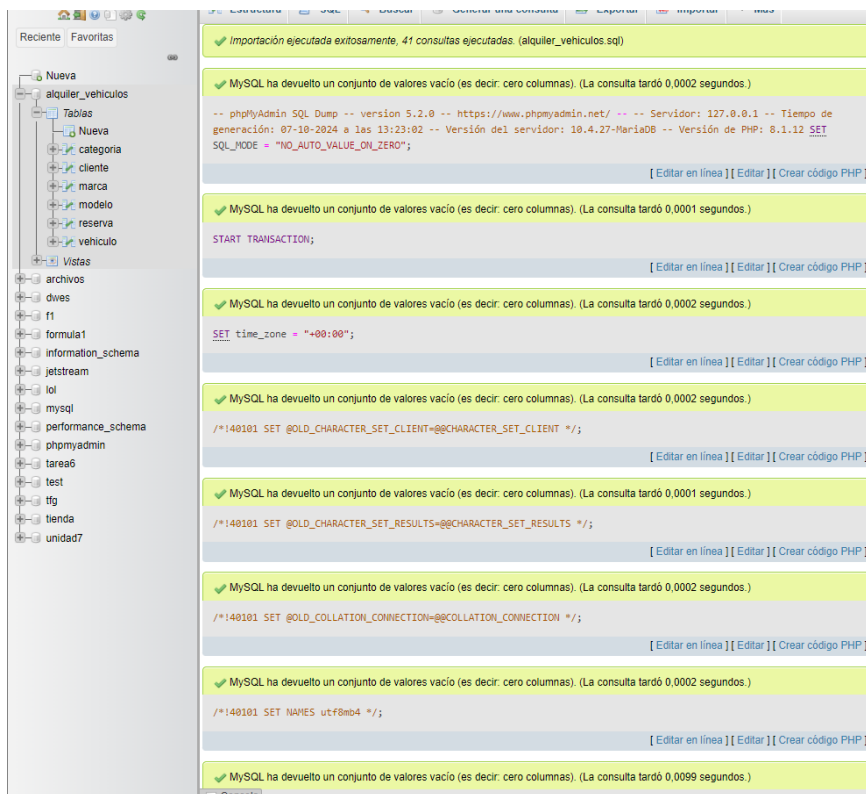 Estructura SQL Buscar Generar una consulta Exportar Importar Más
Reciente Favoritas
Nueva
alquiler_vehiculos
Tablas
Nueva
categoria
cliente
marca
modelo
reserva
vehiculo
Vistas
archivos
dwes
f1
formula1
information_schema
jetstream
lol
mysql
performance_schema
phpmyadmin
tarea6
test
tfg
tienda
unidad7
Importación ejecutada exitosamente, 41 consultas ejecutadas. (alquiler_vehiculos.sql)
MySQL ha devuelto un conjunto de valores vacío (es decir: cero columnas). (La consulta tardó 0,0002 segundos.)
-- phpMyAdmin SQL Dump -- version 5.2.0 -- https://www.phpmyadmin.net/ -- -- Servidor: 127.0.0.1 -- Tiempo de
generación: 07-10-2024 a las 13:23:02 -- Versión del servidor: 10.4.27-MariaDB -- Versión de PHP: 8.1.12 SET
SQL_MODE = "NO_AUTO_VALUE_ON_ZERO";
[ Editar en línea ] [ Editar ] [ Crear código PHP ]
MySQL ha devuelto un conjunto de valores vacío (es decir: cero columnas). (La consulta tardó 0,0001 segundos.)
START TRANSACTION;
[ Editar en línea ] [ Editar ] [ Crear código PHP ]
MySQL ha devuelto un conjunto de valores vacío (es decir: cero columnas). (La consulta tardó 0,0002 segundos.)
SET time_zone = "+00:00";
[ Editar en línea ] [ Editar ] [ Crear código PHP ]
MySQL ha devuelto un conjunto de valores vacío (es decir: cero columnas). (La consulta tardó 0,0002 segundos.)
/*!40101 SET @OLD_CHARACTER_SET_CLIENT=@@CHARACTER_SET_CLIENT */;
[ Editar en línea ] [ Editar ] [ Crear código PHP ]
MySQL ha devuelto un conjunto de valores vacío (es decir: cero columnas). (La consulta tardó 0,0001 segundos.)
/*!40101 SET @OLD_CHARACTER_SET_RESULTS=@@CHARACTER_SET_RESULTS */;
[ Editar en línea ] [ Editar ] [ Crear código PHP ]
MySQL ha devuelto un conjunto de valores vacío (es decir: cero columnas). (La consulta tardó 0,0002 segundos.)
/*!40101 SET @OLD_COLLATION_CONNECTION=@@COLLATION_CONNECTION */;
[ Editar en línea ] [ Editar ] [ Crear código PHP ]
MySQL ha devuelto un conjunto de valores vacío (es decir: cero columnas). (La consulta tardó 0,0002 segundos.)
/*!40101 SET NAMES utf8mb4 */;
[ Editar en línea ] [ Editar ] [ Crear código PHP ]
MySQL ha devuelto un conjunto de valores vacío (es decir: cero columnas). (La consulta tardó 0,0099 segundos.)